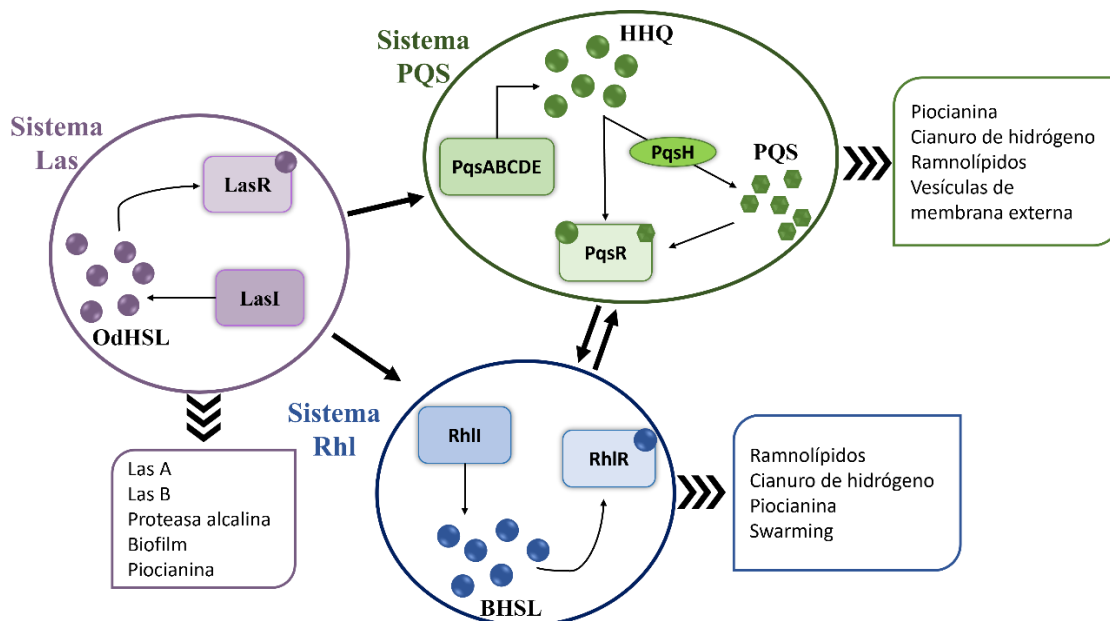 Sistema
Las
LasR
LasI
OdHSL
Las A
Las B
Proteasa alcalina
Biofilm
Piocianina
Sistema
PQS
HHQ
PqsABCDE
PqsH
PQS
PqsR
Piocianina
Cianuro de hidrógeno
Ramnolípidos
Vesículas de
membrana externa
Sistema
Rhl
RhlI
RhlR
BHSL
Ramnolípidos
Cianuro de hidrógeno
Piocianina
Swarming